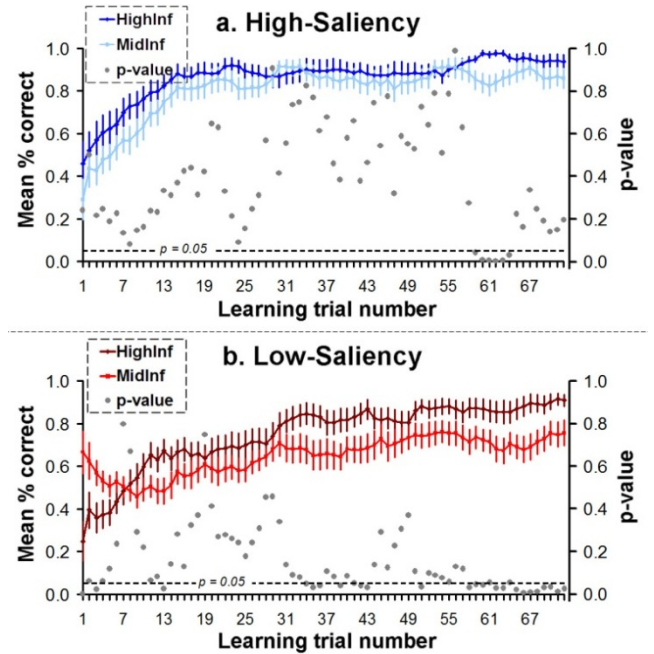 a. High-Saliency
HighInf
MidInf
p-value
Mean % correct
1.0
0.8
0.6
0.4
0.2
0.0
p = 0.05
1.0
0.8
0.6
0.4
0.2
0.0
p-value
1 7 13 19 25 31 37 43 49 55 61 67
Learning trial number
b. Low-Saliency
HighInf
MidInf
p-value
Mean % correct
1.0
0.8
0.6
0.4
0.2
0.0
p = 0.05
1.0
0.8
0.6
0.4
0.2
0.0
p-value
1 7 13 19 25 31 37 43 49 55 61 67
Learning trial number